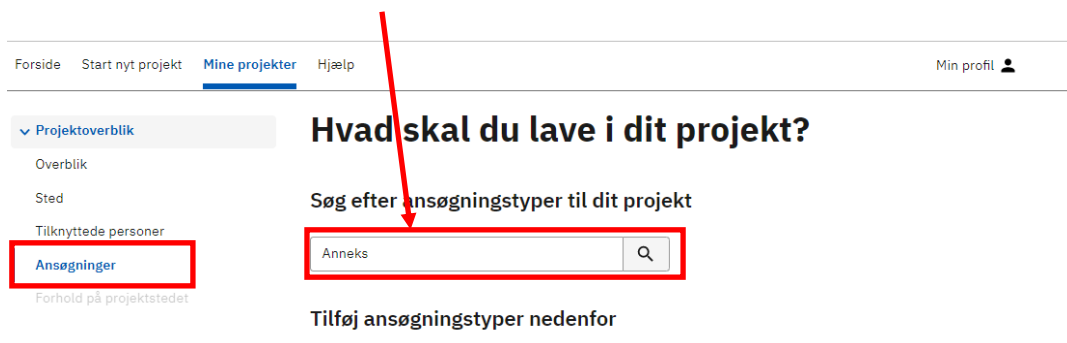 Forside Start nyt projekt Mine projekter Hjælp Min profil
Projektoverblik
Overblik
Sted
Tilknyttede personer
Ansøgninger
Forhold på projektstedet
Hvad skal du lave i dit projekt?
Søg efter ansøgningstyper til dit projekt
Anneks
Tilføj ansøgningstyper nedenfor